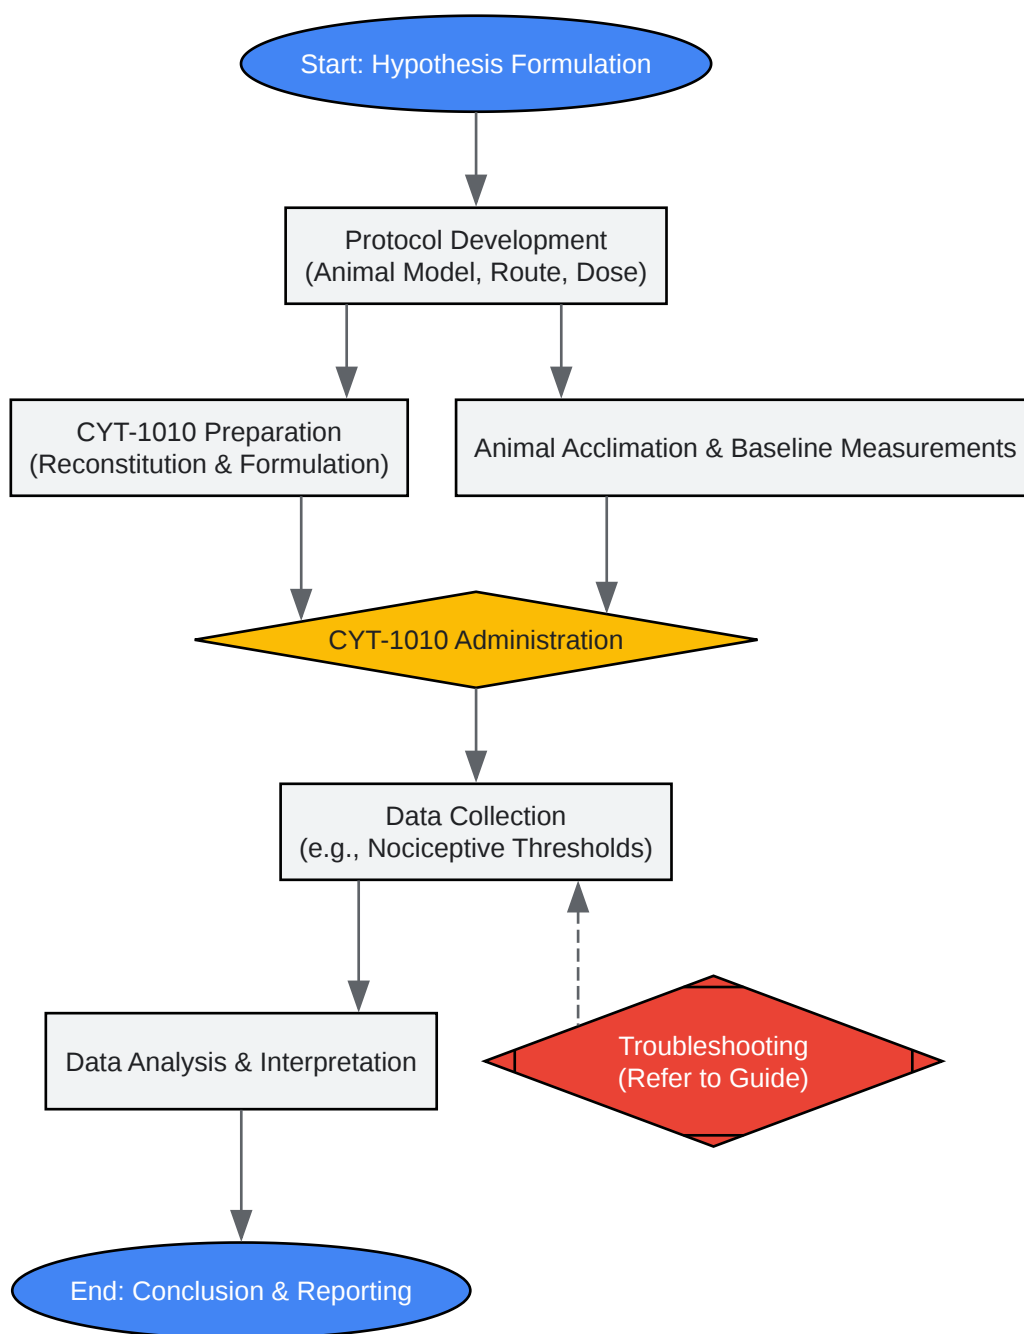 Start: Hypothesis Formulation
Protocol Development
(Animal Model, Route, Dose)
CYT-1010 Preparation
(Reconstitution & Formulation)
Animal Acclimation & Baseline Measurements
CYT-1010 Administration
Data Collection
(e.g., Nociceptive Thresholds)
Data Analysis & Interpretation
Troubleshooting
(Refer to Guide)
End: Conclusion & Reporting